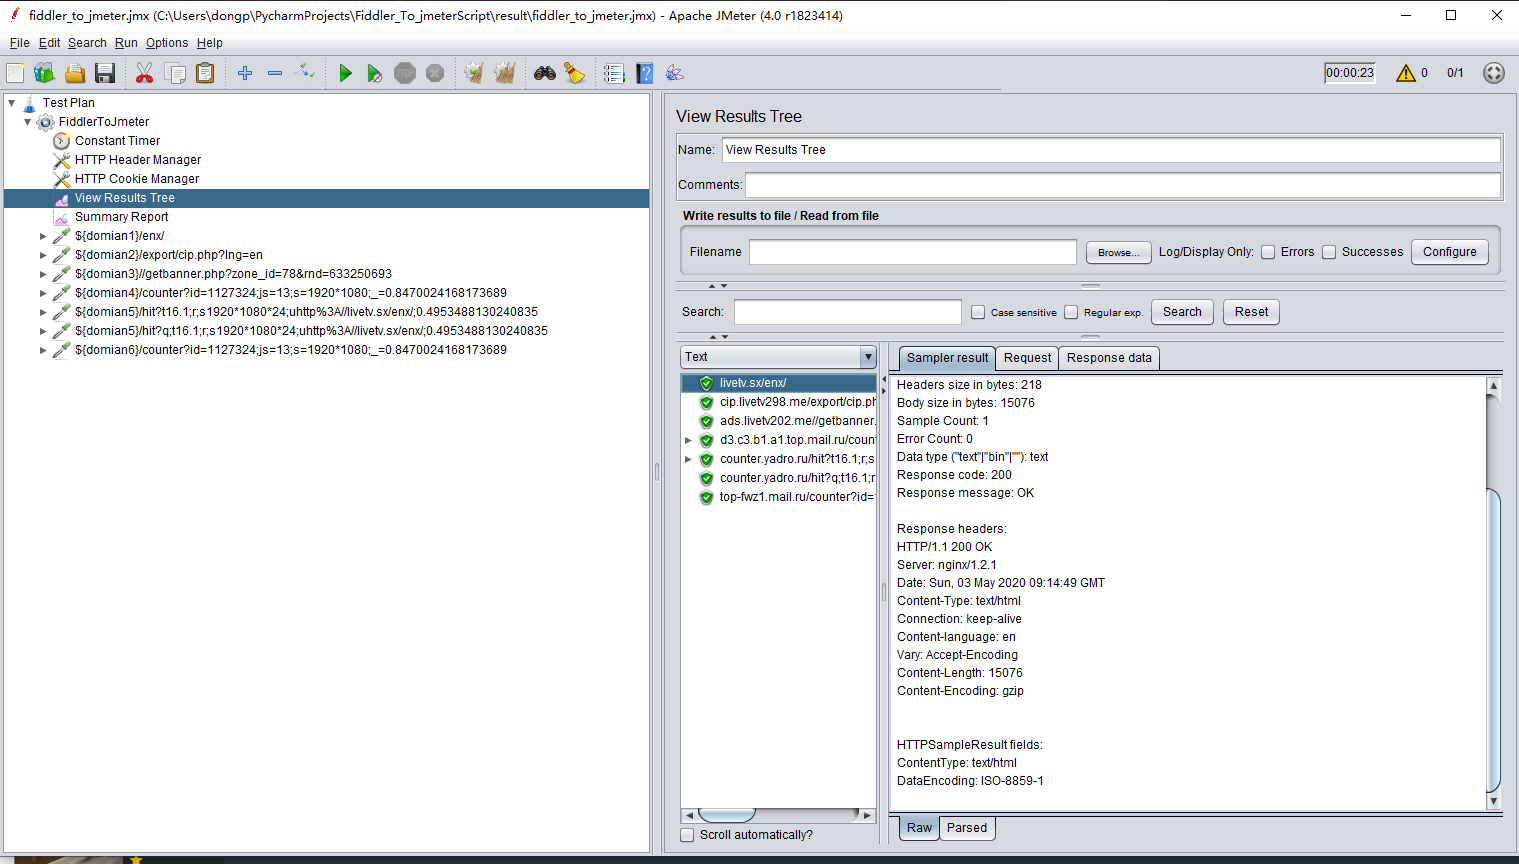 fiddler_to_jmeter.jmx (C:\Users\dongp\PycharmProjects\Fiddler_To_jmeterScript\result\fiddler_to_jmeter.jmx) - Apache JMeter (4.0 r1823414)
File Edit Search Run Options Help
STOP
00:00:23 0 0/1
Test Plan
FiddlerToJmeter
Constant Timer
HTTP Header Manager
HTTP Cookie Manager
View Results Tree
Summary Report
${domian1}/enx/
${domian2}/export/cip.php?lng=en
${domian3}//getbanner.php?zone_id=78&rnd=633250693
${domian4}/counter?id=1127324;js=13;s=1920*1080;_=0.8470024168173689
${domian5}/hit?t16.1;r;s1920*1080*24;uhttp%3A//livetv.sx/enx/;0.4953488130240835
${domian5}/hit?q;t16.1;r;s1920*1080*24;uhttp%3A//livetv.sx/enx/;0.4953488130240835
${domian6}/counter?id=1127324;js=13;s=1920*1080;_=0.8470024168173689
View Results Tree
Name: View Results Tree
Comments:
Write results to file / Read from file
Filename Browse... Log/Display Only: Errors Successes Configure
Search: Case sensitive Regular exp. Search Reset
Text
livetv.sx/enx/
cip.livetv298.me/export/cip.ph
ads.livetv202.me//getbanner.
d3.c3.b1.a1.top.mail.ru/coun
counter.yadro.ru/hit?t16.1;r;s
counter.yadro.ru/hit?q;t16.1;r
top-fwz1.mail.ru/counter?id=
Scroll automatically?
Sampler result Request Response data
Headers size in bytes: 218
Body size in bytes: 15076
Sample Count: 1
Error Count: 0
Data type ("text"|"bin"|""): text
Response code: 200
Response message: OK
Response headers:
HTTP/1.1 200 OK
Server: nginx/1.2.1
Date: Sun, 03 May 2020 09:14:49 GMT
Content-Type: text/html
Connection: keep-alive
Content-language: en
Vary: Accept-Encoding
Content-Length: 15076
Content-Encoding: gzip
HTTPSampleResult fields:
ContentType: text/html
DataEncoding: ISO-8859-1
Raw Parsed